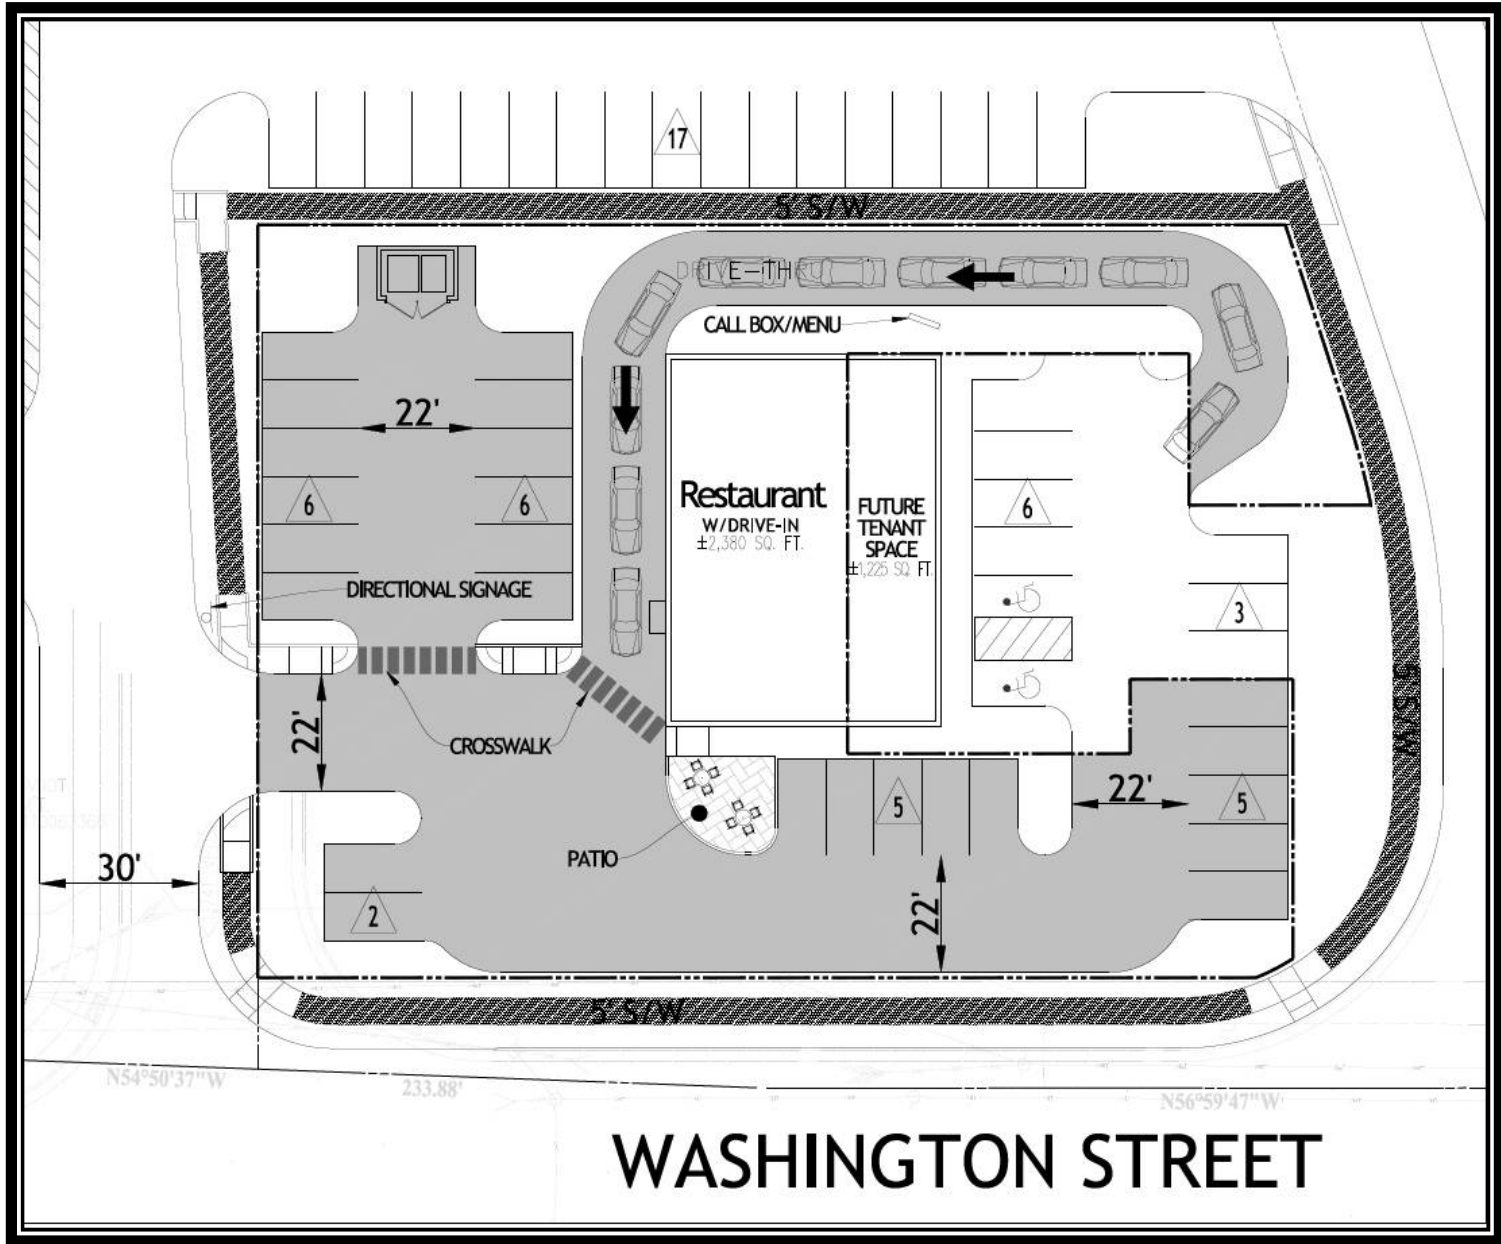 17
5' S/W
DRIVE-TH
CALL BOX/MENU
22'
6
6
Restaurant
W/DRIVE-IN
±2,380 SQ. FT.
FUTURE
TENANT
SPACE
±1,225 SQ. FT.
6
DIRECTIONAL SIGNAGE
3
5' S/W
22'
CROSSWALK
5
22'
5
PATIO
30'
2
22'
5' S/W
N54°50'37"W
233.88'
N56°59'47"W
WASHINGTON STREET